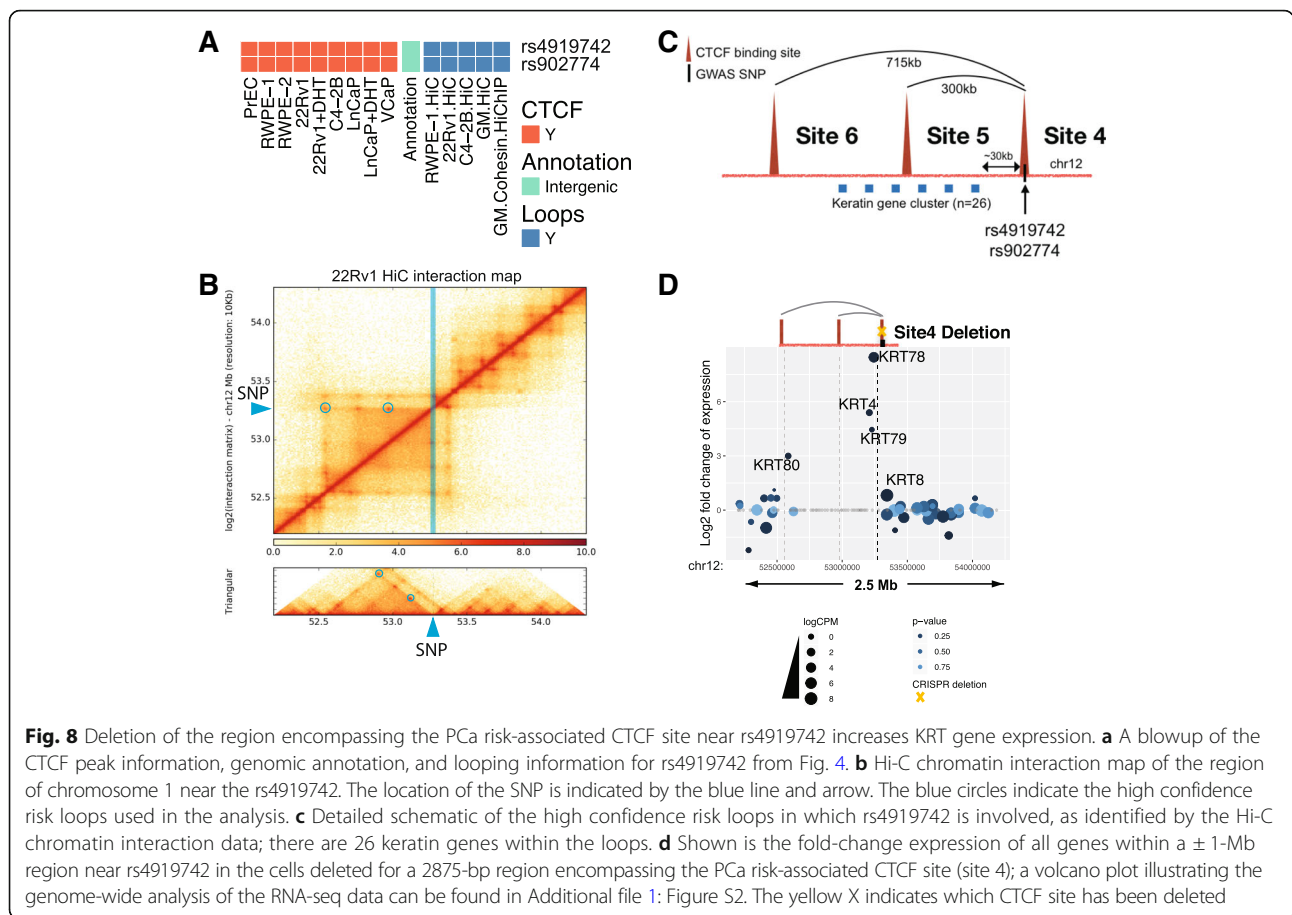 A
rs4919742
rs902774
PrEC
RWPE-1
RWPE-2
22Rv1
22Rv1+DHT
C4-2B
LnCaP
LnCaP+DHT
VCaP
Annotation
RWPE-1.HiC
22Rv1.HiC
C4-2B.HiC
GM.HiC
GM.Cohesin.HiChIP
CTCF
Y
Annotation
Intergenic
Loops
Y
B
22Rv1 HiC interaction map
log2(interaction matrix) - chr12 Mb (resolution: 10Kb)
54.0
53.5
53.0
52.5
SNP
0.0 2.0 4.0 6.0 8.0 10.0
Triangular
52.5 53.0 53.5 54.0
SNP
C
CTCF binding site
GWAS SNP
715kb
300kb
Site 6 Site 5 Site 4
~30kb
chr12
Keratin gene cluster (n=26)
rs4919742
rs902774
D
Site4 Deletion
KRT78
KRT4
KRT79
KRT80
KRT8
Log2 fold change of expression
6
3
0
chr12:
52500000 53000000 53500000 54000000
2.5 Mb
logCPM
0
2
4
6
8
p-value
0.25
0.50
0.75
CRISPR deletion
Fig. 8 Deletion of the region encompassing the PCa risk-associated CTCF site near rs4919742 increases KRT gene expression. a A blowup of the
CTCF peak information, genomic annotation, and looping information for rs4919742 from Fig. 4. b Hi-C chromatin interaction map of the region
of chromosome 1 near the rs4919742. The location of the SNP is indicated by the blue line and arrow. The blue circles indicate the high confidence
risk loops used in the analysis. c Detailed schematic of the high confidence risk loops in which rs4919742 is involved, as identified by the Hi-C
chromatin interaction data; there are 26 keratin genes within the loops. d Shown is the fold-change expression of all genes within a ± 1-Mb
region near rs4919742 in the cells deleted for a 2875-bp region encompassing the PCa risk-associated CTCF site (site 4); a volcano plot illustrating the
genome-wide analysis of the RNA-seq data can be found in Additional file 1: Figure S2. The yellow X indicates which CTCF site has been deleted